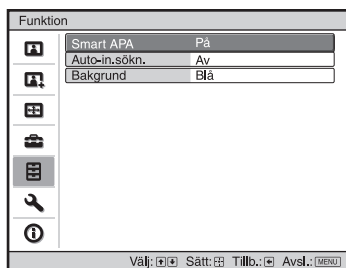 Funktion
Smart APA På
Auto-in.sökn. Av
Bakgrund Blå
Välj: Sätt: Tillb.: Avsl.: MENU